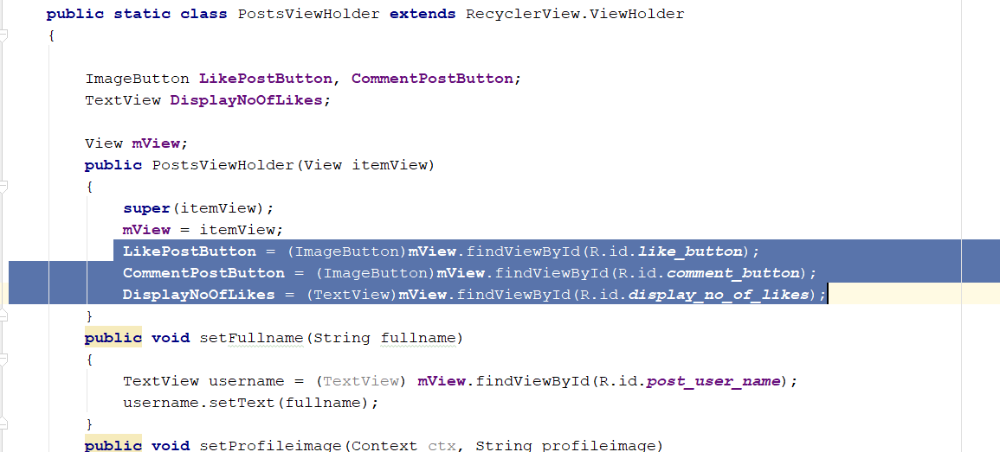 public static class PostsViewHolder extends RecyclerView.ViewHolder
{
ImageButton LikePostButton, CommentPostButton;
TextView DisplayNoOfLikes;
View mView;
public PostsViewHolder(View itemView)
{
super(itemView);
mView = itemView;
LikePostButton = (ImageButton)mView.findViewById(R.id.like_button);
CommentPostButton = (ImageButton)mView.findViewById(R.id.comment_button);
DisplayNoOfLikes = (TextView)mView.findViewById(R.id.display_no_of_likes);
}
public void setFullname(String fullname)
{
TextView username = (TextView) mView.findViewById(R.id.post_user_name);
username.setText(fullname);
}
public void setProfileimage(Context ctx, String profileimage)